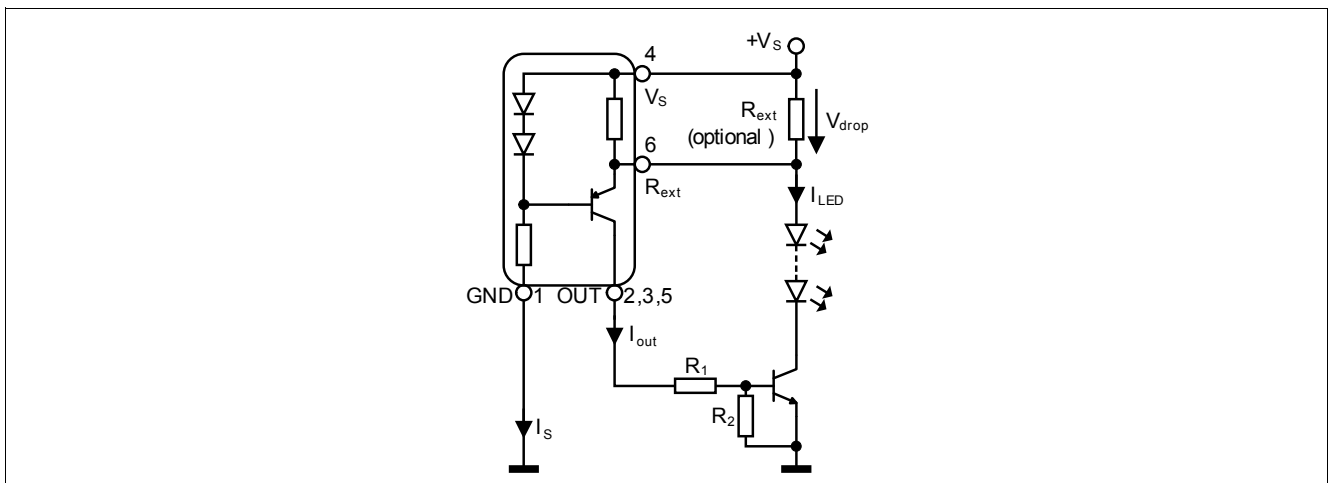 +VS
4
VS
Rext
(optional )
Vdrop
6
Rext
ILED
GND 1 OUT 2,3,5
Iout
R1
R2
IS